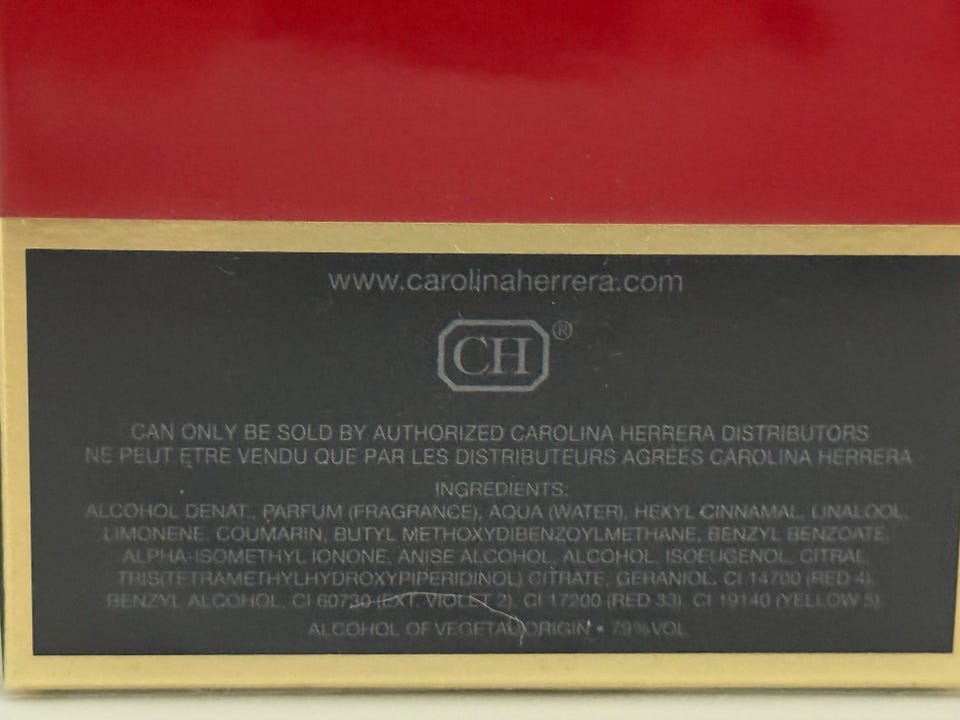 www.carolinaherrera.com
CH®
CAN ONLY BE SOLD BY AUTHORIZED CAROLINA HERRERA DISTRIBUTORS
NE PEUT ETRE VENDU QUE PAR LES DISTRIBUTEURS AGRÉES CAROLINA HERRERA
INGREDIENTS:
ALCOHOL DENAT., PARFUM (FRAGRANCE), AQUA (WATER), HEXYL CINNAMAL, LINALOOL,
LIMONENE, COUMARIN, BUTYL METHOXYDIBENZOYLMETHANE, BENZYL BENZOATE,
ALPHA-ISOMETHYL IONONE, ANISE ALCOHOL, ALCOHOL, ISOEUGENOL, CITRAL,
TRIS(TETRAMETHYLHYDROXYPIPERIDINOL) CITRATE, GERANIOL, CI 14700 (RED 4),
BENZYL ALCOHOL, CI 60730 (EXT. VIOLET 2), CI 17200 (RED 33), CI 19140 (YELLOW 5).
ALCOHOL OF VEGETAL ORIGIN • 79%VOL